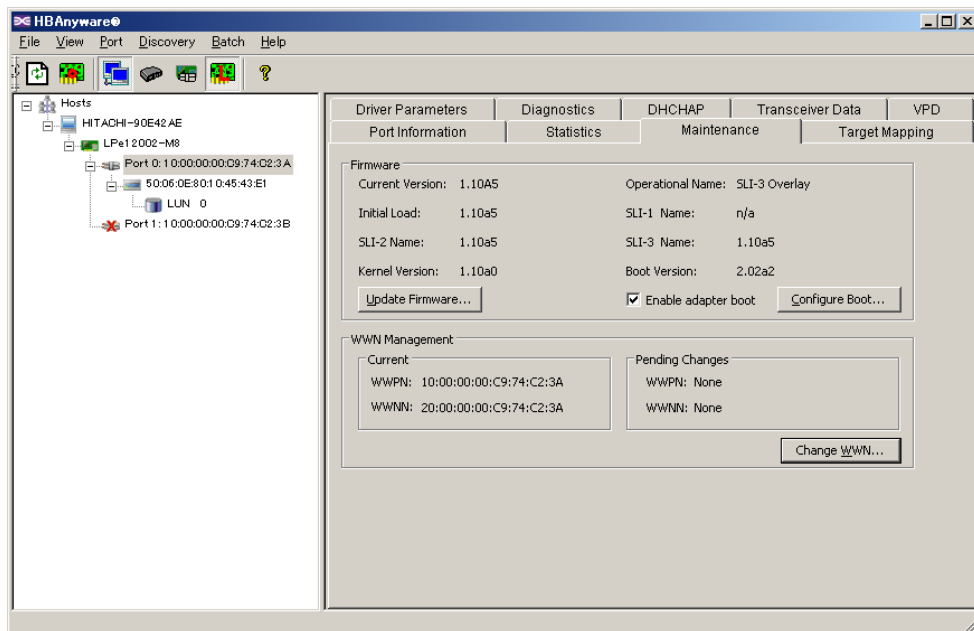 HBAnyware®
File View Port Discovery Batch Help
Hosts
HITACHI-90E42AE
LPe12002-M8
Port 0: 10:00:00:00:C9:74:C2:3A
50:06:0E:80:10:45:43:E1
LUN 0
Port 1: 10:00:00:00:C9:74:C2:3B
Driver Parameters Diagnostics DHCHAP Transceiver Data VPD
Port Information Statistics Maintenance Target Mapping
Firmware
Current Version: 1.10A5 Operational Name: SLI-3 Overlay
Initial Load: 1.10a5 SLI-1 Name: n/a
SLI-2 Name: 1.10a5 SLI-3 Name: 1.10a5
Kernel Version: 1.10a0 Boot Version: 2.02a2
Update Firmware... Enable adapter boot Configure Boot...
WWN Management
Current Pending Changes
WWPN: 10:00:00:00:C9:74:C2:3A WWPN: None
WWNN: 20:00:00:00:C9:74:C2:3A WWNN: None
Change WWN...